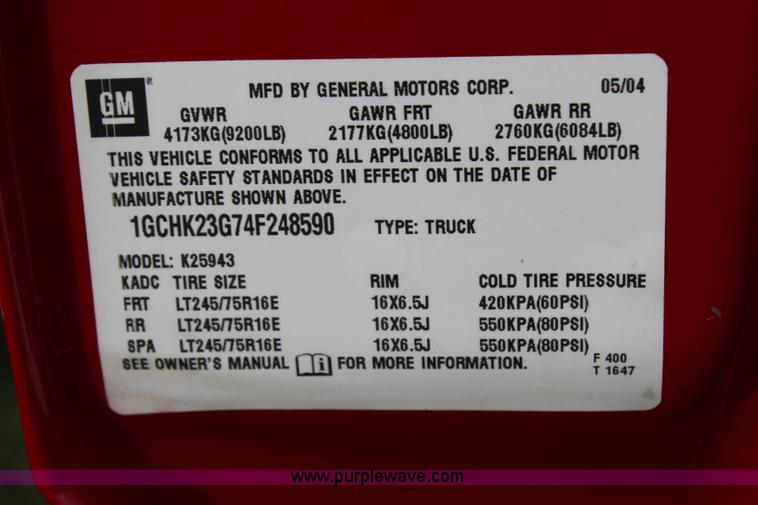 GM ®
MFD BY GENERAL MOTORS CORP. 05/04
GVWR GAWR FRT GAWR RR
4173KG(9200LB) 2177KG(4800LB) 2760KG(6084LB)
THIS VEHICLE CONFORMS TO ALL APPLICABLE U.S. FEDERAL MOTOR
VEHICLE SAFETY STANDARDS IN EFFECT ON THE DATE OF
MANUFACTURE SHOWN ABOVE.
1GCHK23G74F248590 TYPE: TRUCK
MODEL: K25943
KADC TIRE SIZE RIM COLD TIRE PRESSURE
FRT LT245/75R16E 16X6.5J 420KPA(60PSI)
RR LT245/75R16E 16X6.5J 550KPA(80PSI)
SPA LT245/75R16E 16X6.5J 550KPA(80PSI)
SEE OWNER'S MANUAL i FOR MORE INFORMATION.
F 400
T 1647
www.purplewave.com